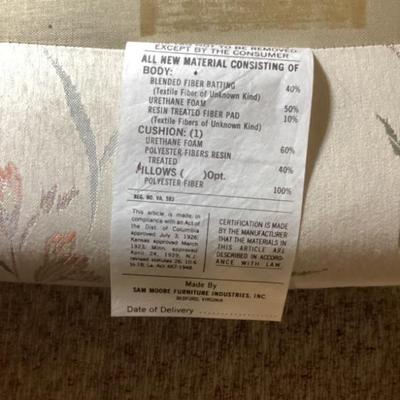 EXCEPT BY THE CONSUMER
ALL NEW MATERIAL CONSISTING OF
BODY:
BLENDED FIBER BATTING 40%
(Textile Fiber of Unknown Kind)
URETHANE FOAM 50%
RESIN TREATED FIBER PAD 10%
(Textile Fibers of Unknown Kind)
CUSHION: (1)
URETHANE FOAM 60%
POLYESTER FIBERS RESIN
TREATED 40%
PILLOWS ( )Opt.
POLYESTER FIBER 100%
REG. NO. VA. 593
This article is made in
compliance with an Act of
the Dist. of Columbia
approved July 3, 1926;
Kansas approved March
1923; Minn. approved
April 24, 1929; N.J.
revised statutes 26; 10-6
to 18; La. Act 467-1948.
CERTIFICATION IS MADE
BY THE MANUFACTURER
THAT THE MATERIALS IN
THIS ARTICLE ARE
DESCRIBED IN ACCORD-
ANCE WITH LAW.
Made By
SAM MOORE FURNITURE INDUSTRIES, INC.
BEDFORD, VIRGINIA
Date of Delivery